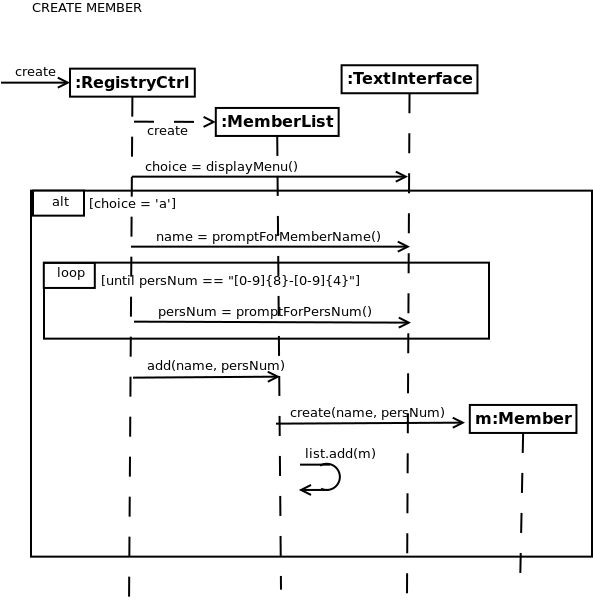 CREATE MEMBER
create
:RegistryCtrl
:TextInterface
create
:MemberList
choice = displayMenu()
alt
[choice = 'a']
name = promptForMemberName()
loop
[until persNum == "[0-9]{8}-[0-9]{4}"]
persNum = promptForPersNum()
add(name, persNum)
create(name, persNum)
m:Member
list.add(m)